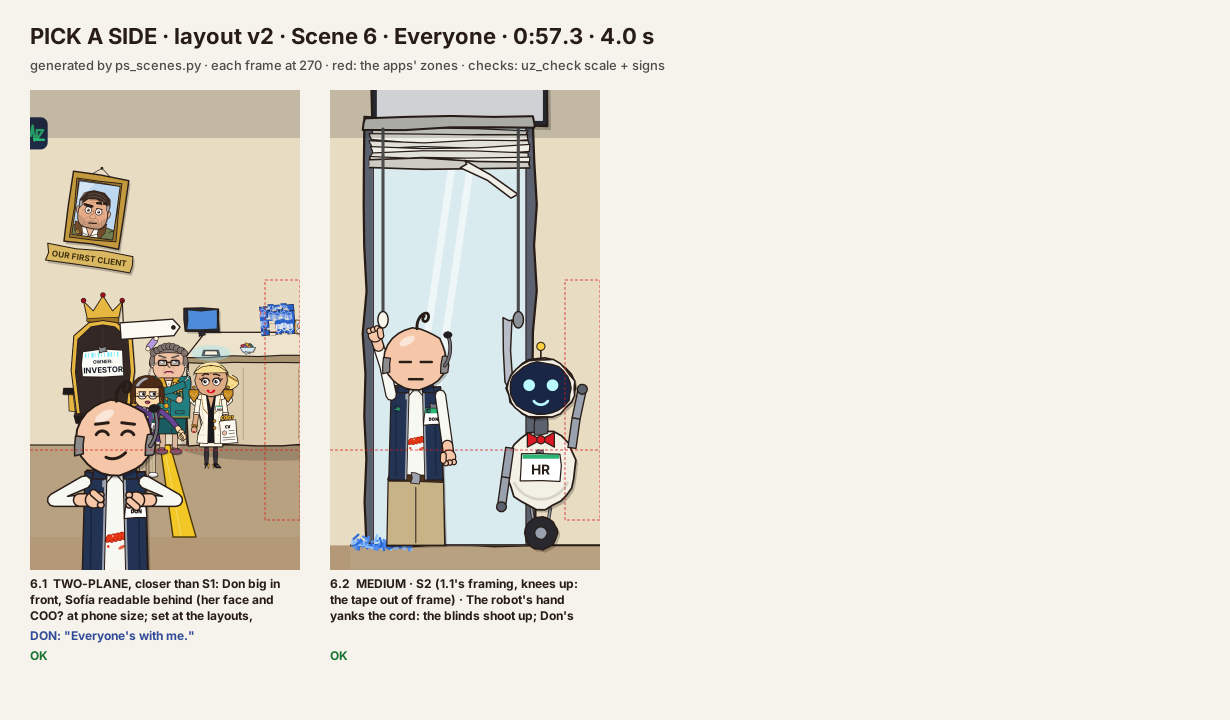 PICK A SIDE · layout v2 · Scene 6 · Everyone · 0:57.3 · 4.0 s
generated by ps_scenes.py · each frame at 270 · red: the apps' zones · checks: uz_check scale + signs
OUR FIRST CLIENT
OWNER:
INVESTOR
CV
DON
DON
HR
6.1 TWO-PLANE, closer than S1: Don big in
front, Sofía readable behind (her face and
COO? at phone size; set at the layouts,
DON: "Everyone's with me."
OK
6.2 MEDIUM · S2 (1.1's framing, knees up:
the tape out of frame) · The robot's hand
yanks the cord: the blinds shoot up; Don's
OK